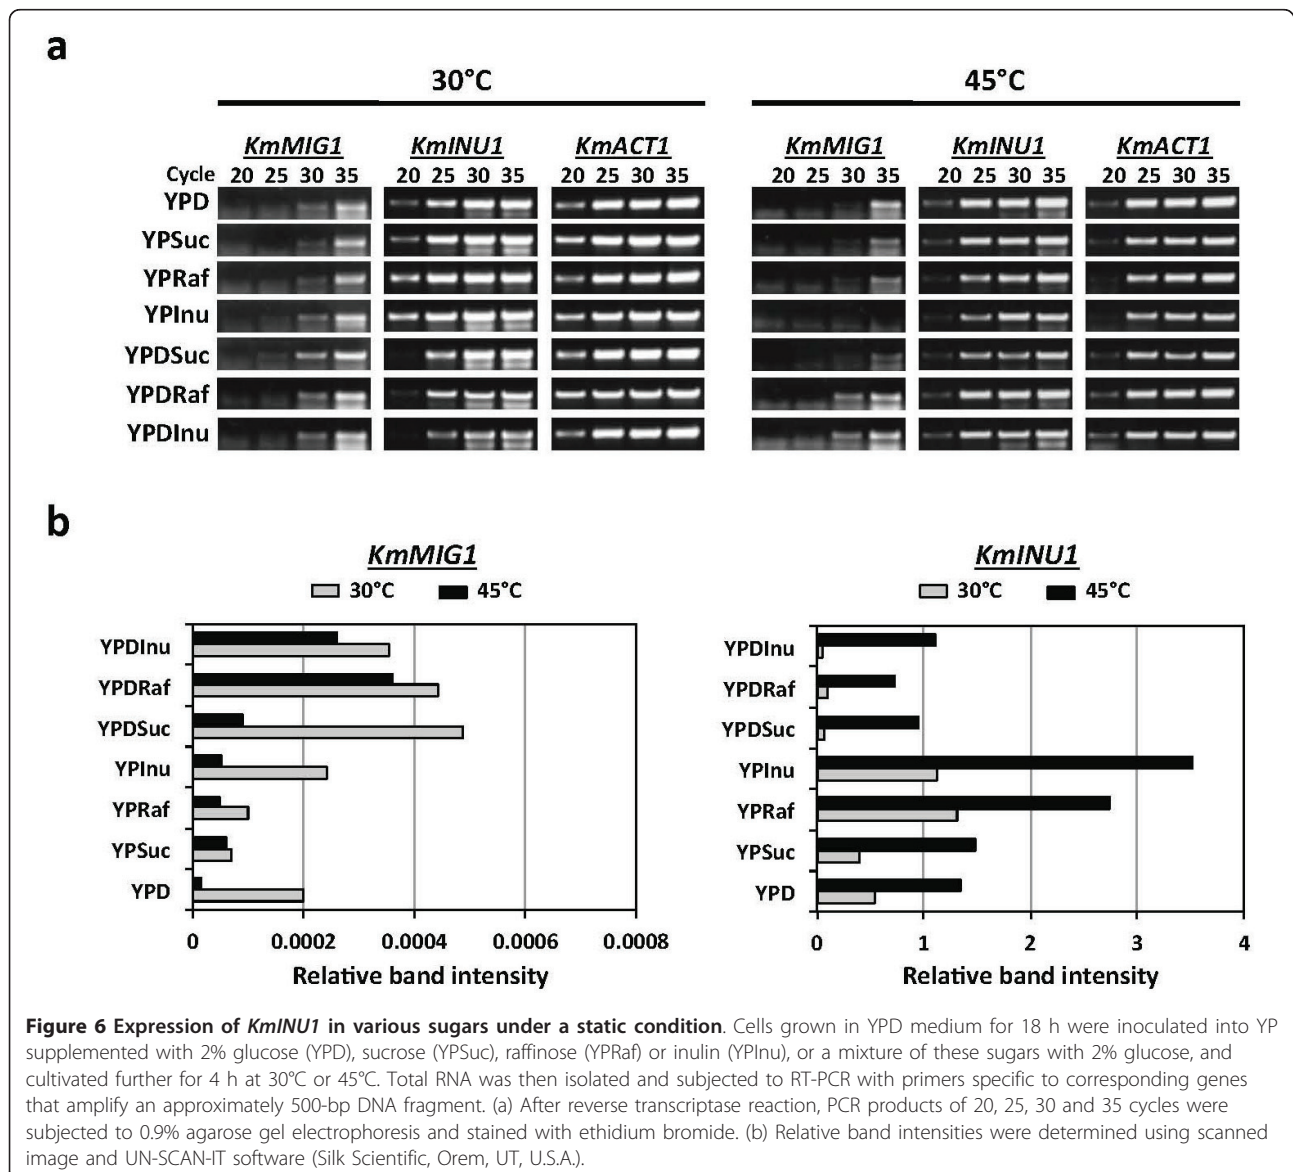 a
30°C 45°C
KmMIG1 KmINU1 KmACT1 KmMIG1 KmINU1 KmACT1
Cycle 20 25 30 35 20 25 30 35 20 25 30 35 20 25 30 35 20 25 30 35 20 25 30 35
YPD
YPSuc
YPRaf
YPInu
YPDSuc
YPDRaf
YPDInu
b
KmMIG1
30°C 45°C
YPDInu
YPDRaf
YPDSuc
YPInu
YPRaf
YPSuc
YPD
0 0.0002 0.0004 0.0006 0.0008
Relative band intensity
KmINU1
30°C 45°C
YPDInu
YPDRaf
YPDSuc
YPInu
YPRaf
YPSuc
YPD
0 1 2 3 4
Relative band intensity
Figure 6 Expression of KmINU1 in various sugars under a static condition. Cells grown in YPD medium for 18 h were inoculated into YP
supplemented with 2% glucose (YPD), sucrose (YPSuc), raffinose (YPRaf) or inulin (YPInu), or a mixture of these sugars with 2% glucose, and
cultivated further for 4 h at 30°C or 45°C. Total RNA was then isolated and subjected to RT-PCR with primers specific to corresponding genes
that amplify an approximately 500-bp DNA fragment. (a) After reverse transcriptase reaction, PCR products of 20, 25, 30 and 35 cycles were
subjected to 0.9% agarose gel electrophoresis and stained with ethidium bromide. (b) Relative band intensities were determined using scanned
image and UN-SCAN-IT software (Silk Scientific, Orem, UT, U.S.A.).